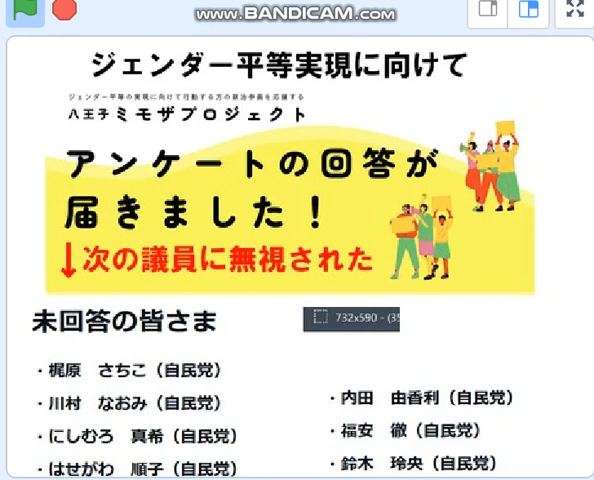 www.BANDICAM.com
ジェンダー平等実現に向けて
ジェンダー平等の実現に向けて行動する方の政治参画を応援する
八王子ミモザプロジェクト
アンケートの回答が
届きました!
↓次の議員に無視された
未回答の皆さま
732x590 - (35
・梶原 さちこ(自民党)
・川村 なおみ(自民党)
・にしむろ 真希(自民党)
・はせがわ 順子(自民党)
・内田 由香利(自民党)
・福安 徹(自民党)
・鈴木 玲央(自民党)